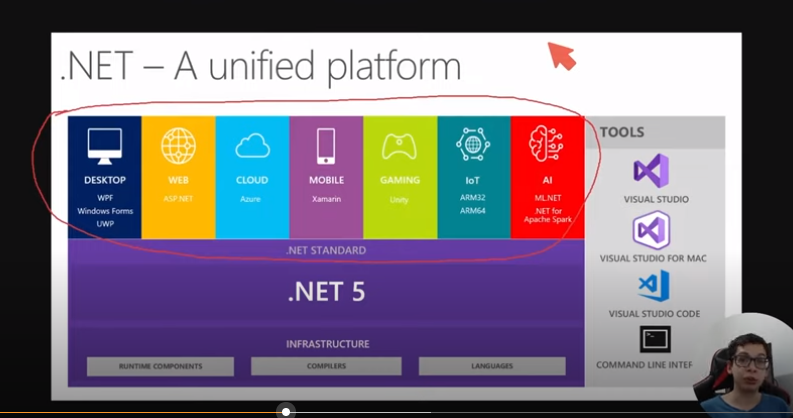 .NET – A unified platform
DESKTOP
WPF
Windows Forms
UWP
WEB
ASP.NET
CLOUD
Azure
MOBILE
Xamarin
GAMING
Unity
IoT
ARM32
ARM64
AI
ML.NET
.NET for
Apache Spark
.NET STANDARD
.NET 5
INFRASTRUCTURE
RUNTIME COMPONENTS
COMPILERS
LANGUAGES
TOOLS
VISUAL STUDIO
VISUAL STUDIO FOR MAC
VISUAL STUDIO CODE
COMMAND LINE INTER